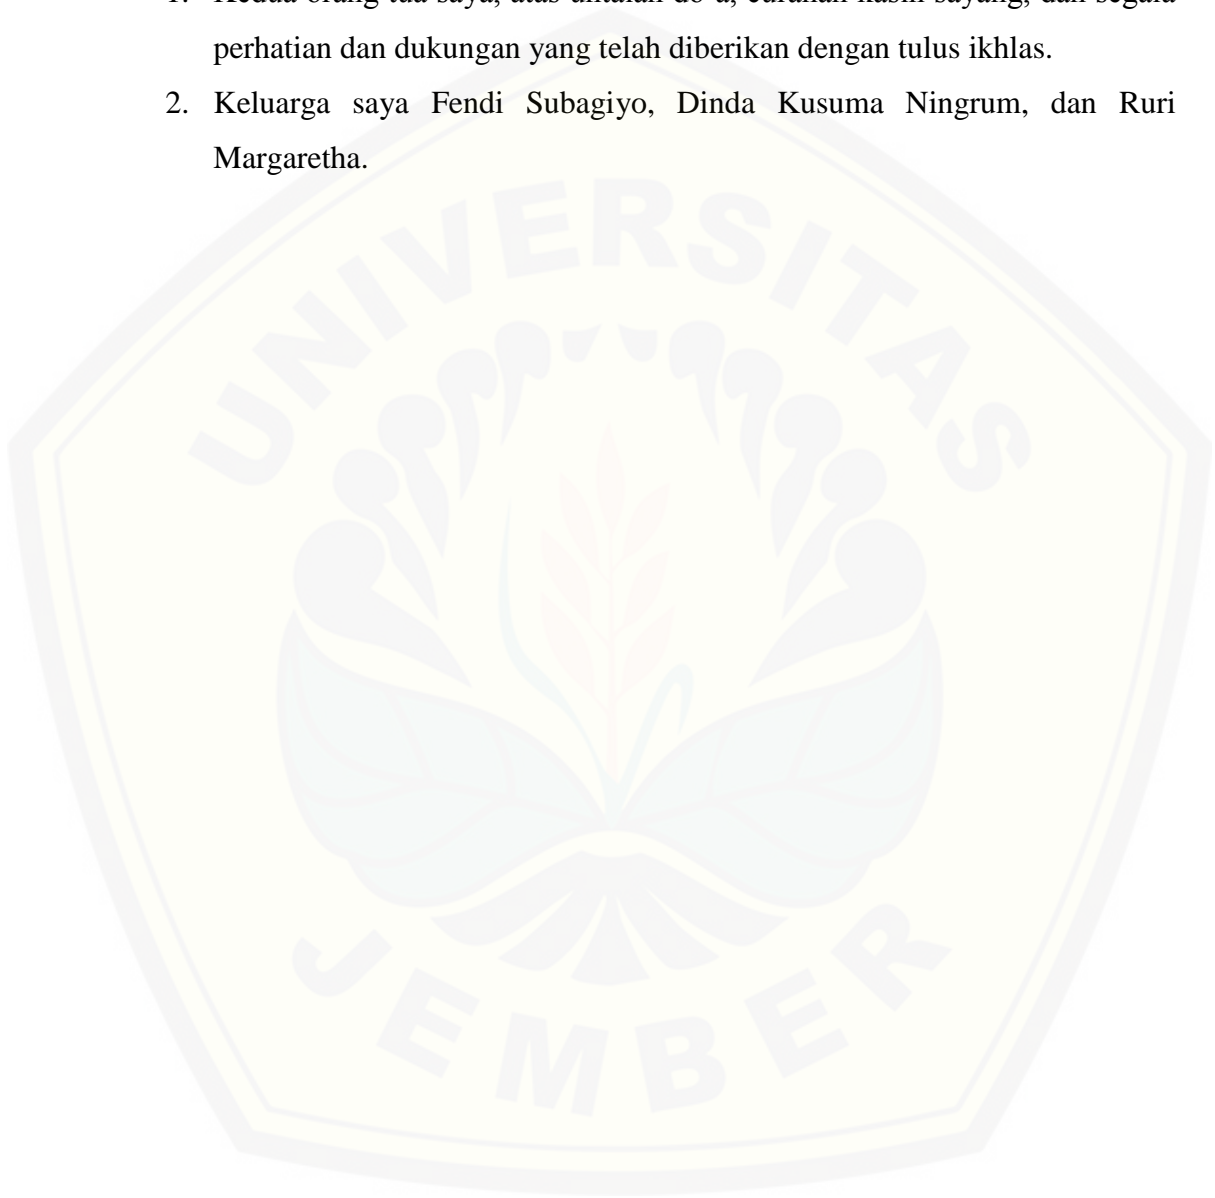 1. Kedua orang tua saya, atas untaian do'a, curahan kasih sayang, dan segala
perhatian dan dukungan yang telah diberikan dengan tulus ikhlas.
2. Keluarga saya Fendi Subagiyo, Dinda Kusuma Ningrum, dan Ruri
Margaretha.
UNIVERSITAS
JEMBER